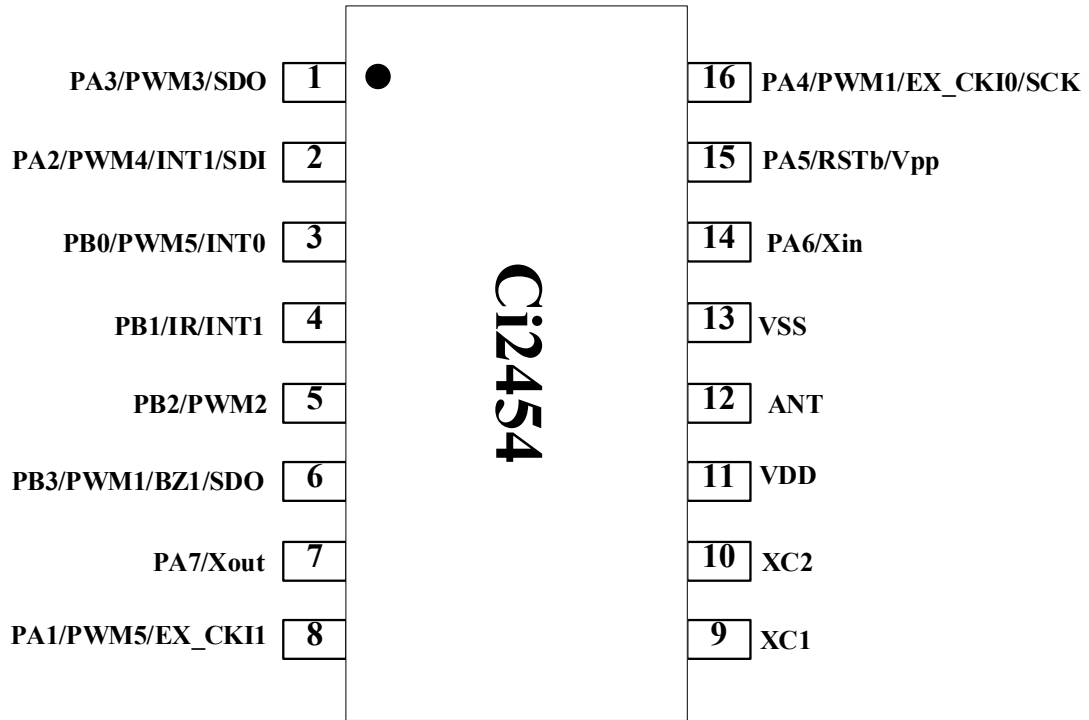 PA3/PWM3/SDO 1 16 PA4/PWM1/EX_CKI0/SCK
PA2/PWM4/INT1/SDI 2 15 PA5/RSTb/Vpp
PB0/PWM5/INT0 3 14 PA6/Xin
PB1/IR/INT1 4 13 VSS
PB2/PWM2 5 12 ANT
PB3/PWM1/BZ1/SDO 6 11 VDD
PA7/Xout 7 10 XC2
PA1/PWM5/EX_CKI1 8 9 XC1
Ci2454